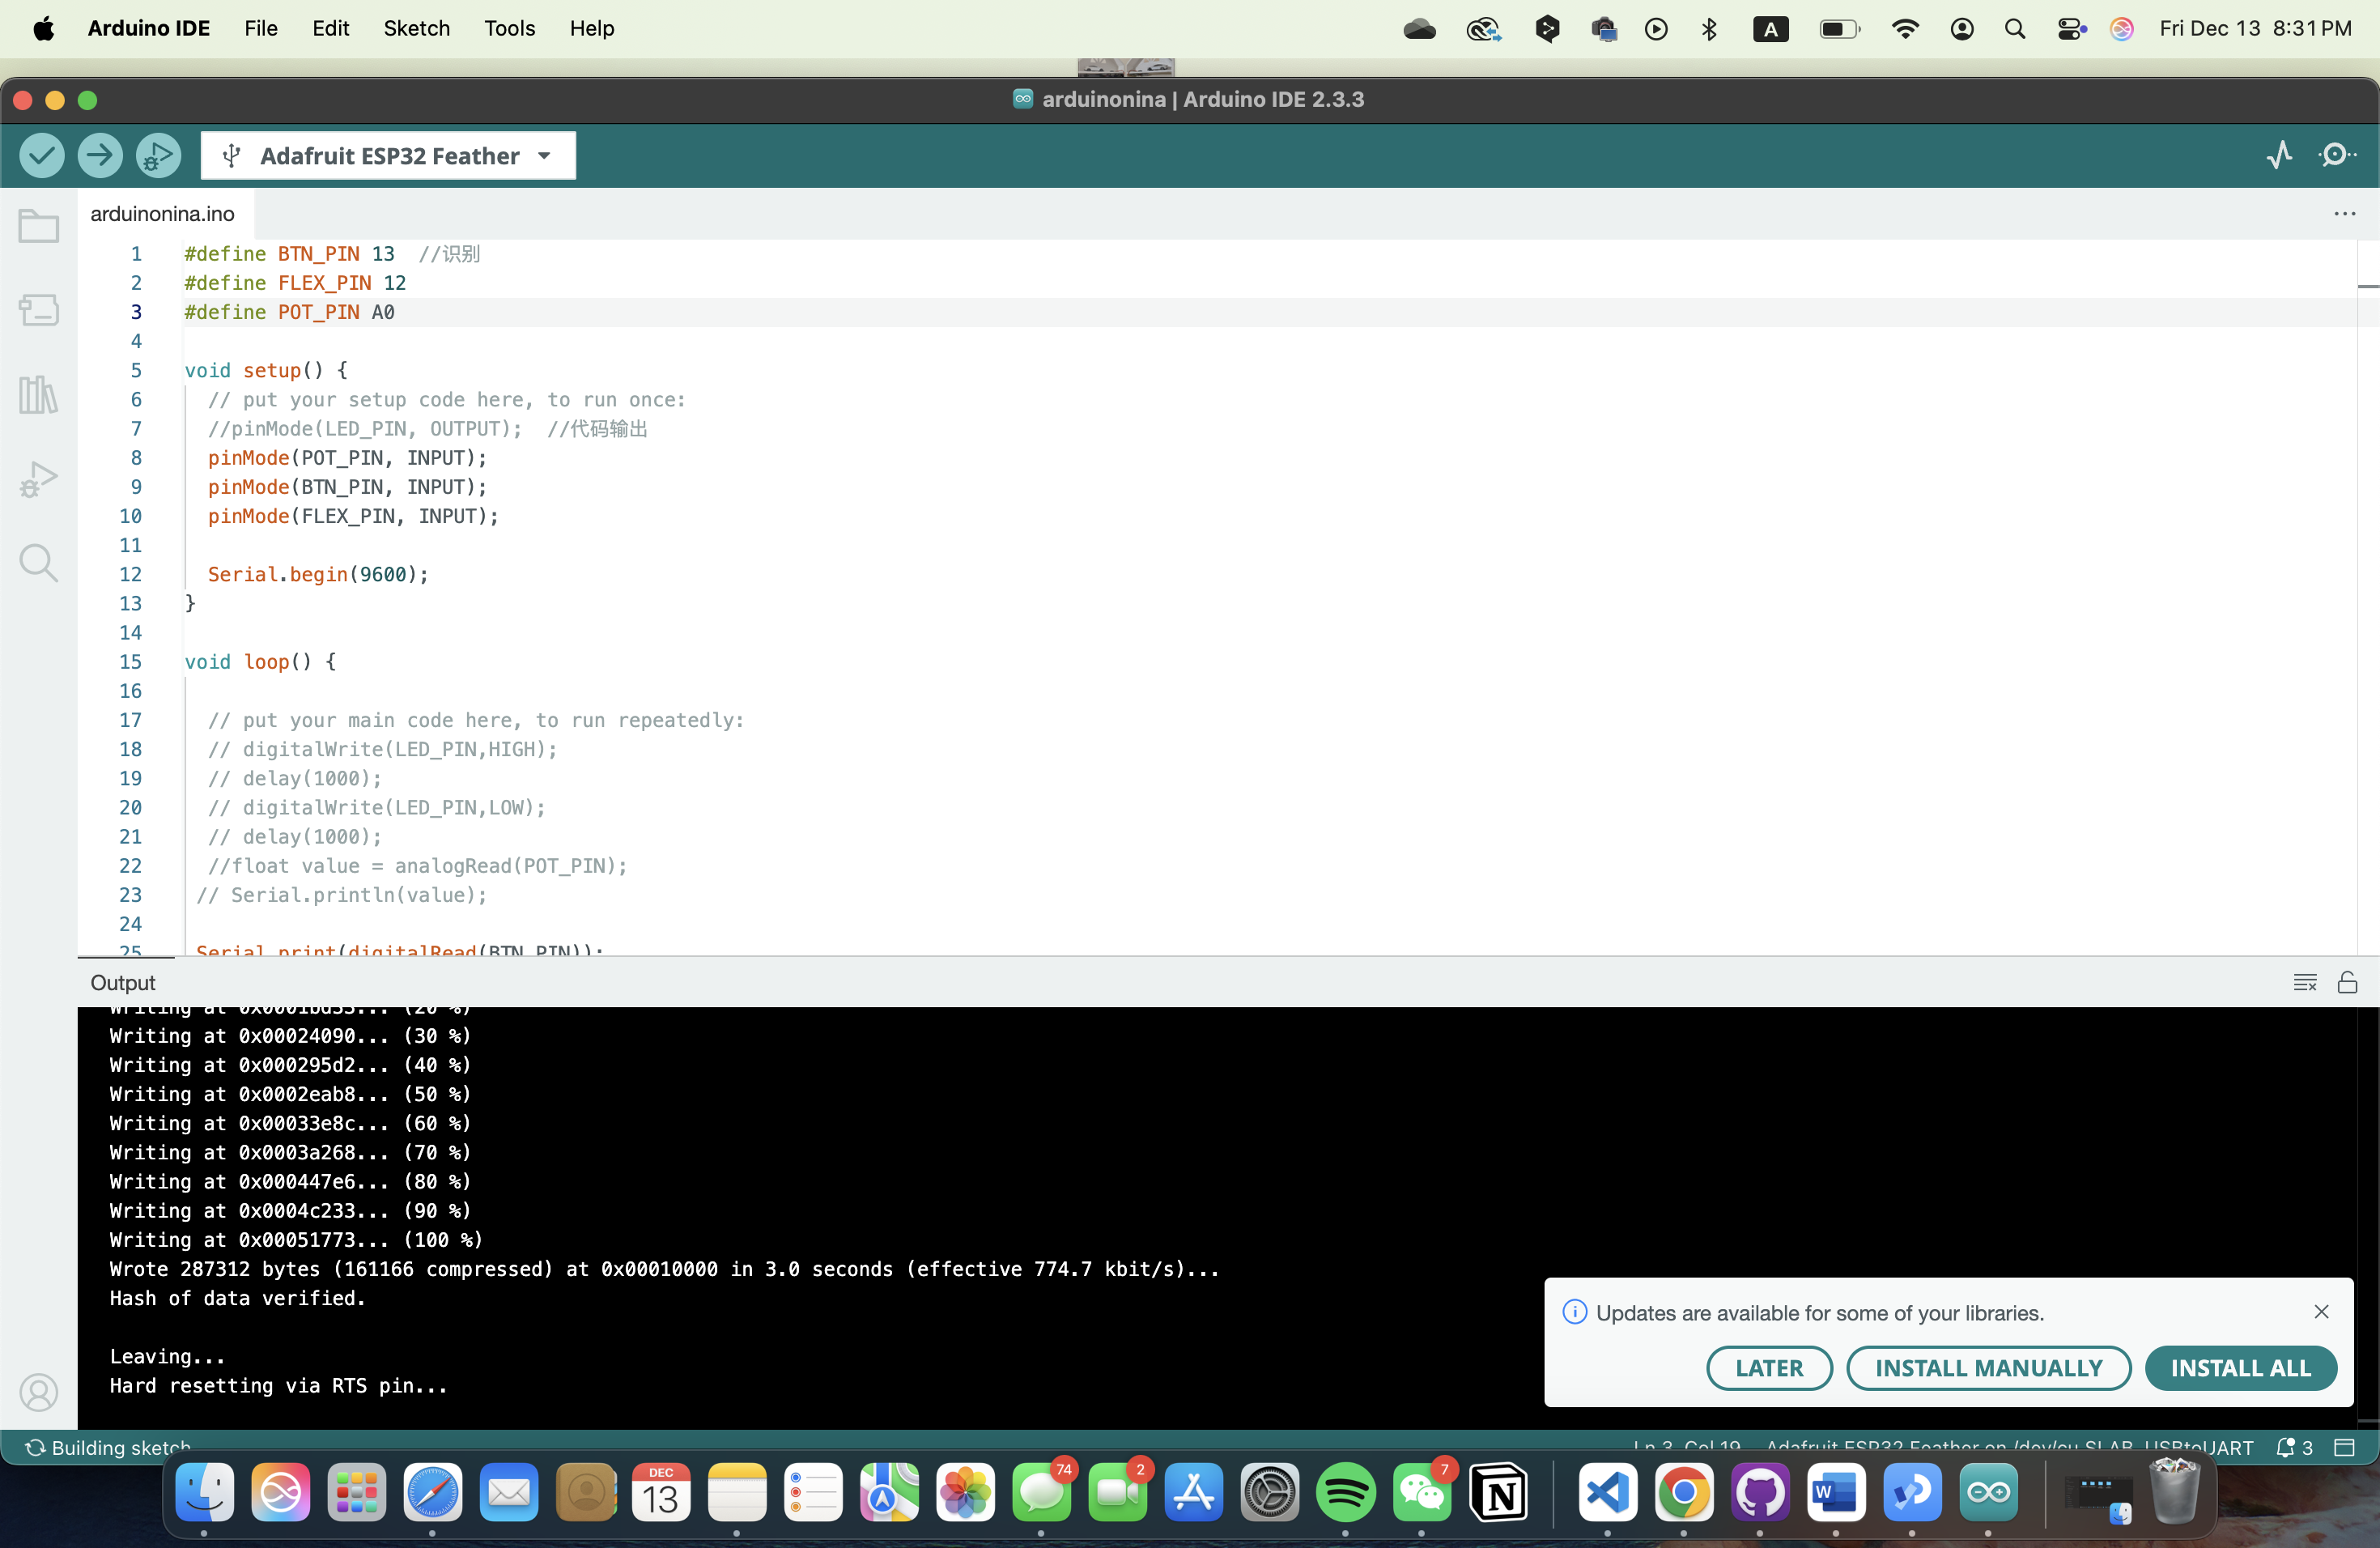 Arduino IDE File Edit Sketch Tools Help A Fri Dec 13 8:31 PM
arduinonina | Arduino IDE 2.3.3
Adafruit ESP32 Feather
arduinonina.ino
1 #define BTN_PIN 13 //识别
2 #define FLEX_PIN 12
3 #define POT_PIN A0
4
5 void setup() {
6 // put your setup code here, to run once:
7 //pinMode(LED_PIN, OUTPUT); //代码输出
8 pinMode(POT_PIN, INPUT);
9 pinMode(BTN_PIN, INPUT);
10 pinMode(FLEX_PIN, INPUT);
11
12 Serial.begin(9600);
13 }
14
15 void loop() {
16
17 // put your main code here, to run repeatedly:
18 // digitalWrite(LED_PIN,HIGH);
19 // delay(1000);
20 // digitalWrite(LED_PIN,LOW);
21 // delay(1000);
22 //float value = analogRead(POT_PIN);
23 // Serial.println(value);
24
25 Serial.print(digitalRead(BTN_PIN));
Output
Writing at 0x0001bd33... (20 %)
Writing at 0x00024090... (30 %)
Writing at 0x000295d2... (40 %)
Writing at 0x0002eab8... (50 %)
Writing at 0x00033e8c... (60 %)
Writing at 0x0003a268... (70 %)
Writing at 0x000447e6... (80 %)
Writing at 0x0004c233... (90 %)
Writing at 0x00051773... (100 %)
Wrote 287312 bytes (161166 compressed) at 0x00010000 in 3.0 seconds (effective 774.7 kbit/s)...
Hash of data verified.
Leaving...
Hard resetting via RTS pin...
Updates are available for some of your libraries.
LATER INSTALL MANUALLY INSTALL ALL
Building sketch
Ln 3, Col 19 Adafruit ESP32 Feather on /dev/cu.SLAB_USBtoUART 3
DEC
13
74
2
7
N
W